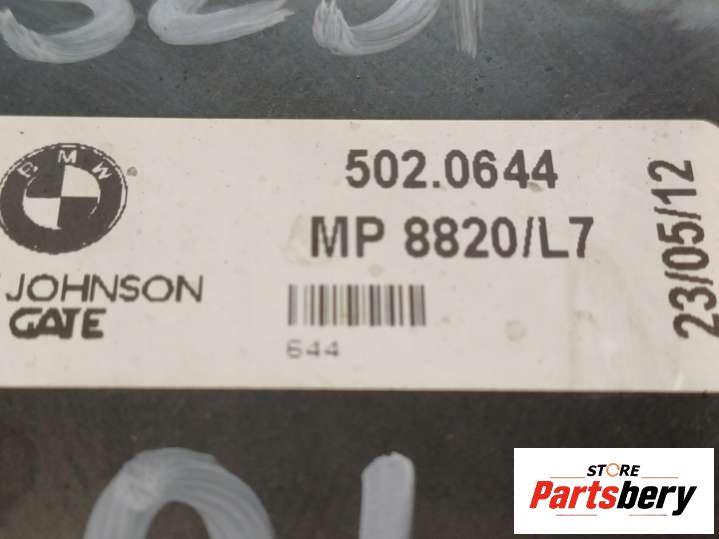 BMW
502.0644
MP 8820/L7
JOHNSON
GATE
644
23/05/12
STORE
Partsbery